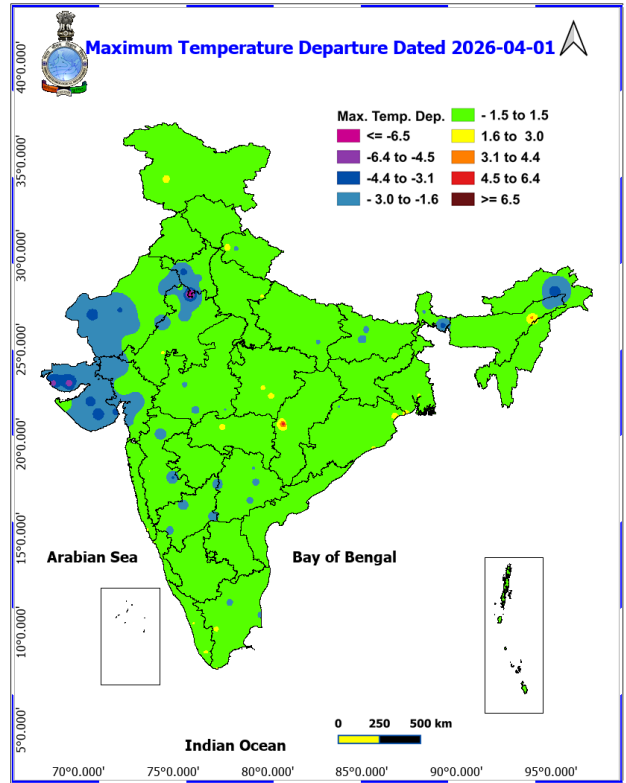 Maximum Temperature Departure Dated 2026-04-01
Max. Temp. Dep.
<= -6.5
-6.4 to -4.5
-4.4 to -3.1
- 3.0 to -1.6
- 1.5 to 1.5
1.6 to 3.0
3.1 to 4.4
4.5 to 6.4
>= 6.5
40°0.000'
35°0.000'
30°0.000'
25°0.000'
20°0.000'
15°0.000'
10°0.000'
5°0.000'
Arabian Sea
Bay of Bengal
Indian Ocean
0 250 500 km
70°0.000' 75°0.000' 80°0.000' 85°0.000' 90°0.000' 95°0.000'